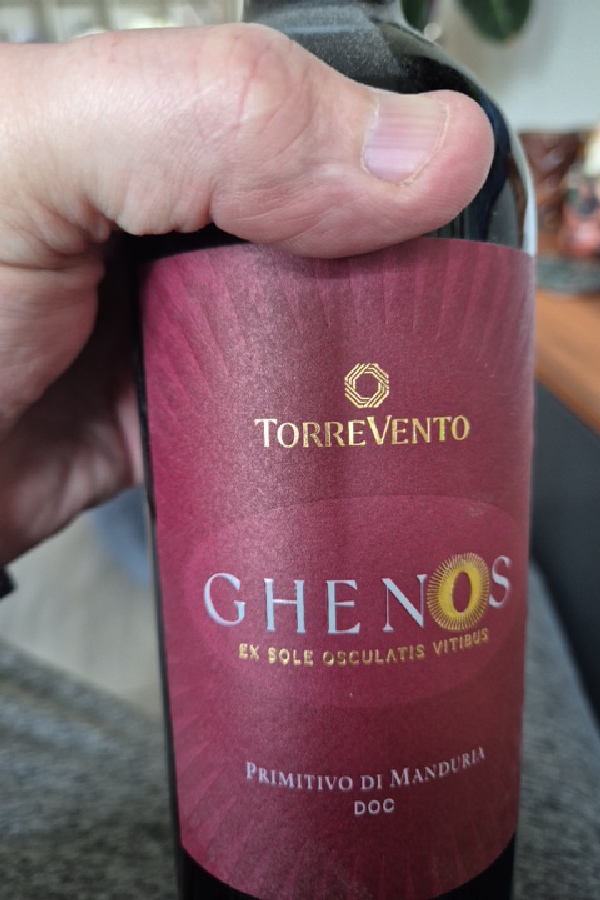 TORREVENTO
GHENOS
EX SOLE OSCULATIS VITIBUS
PRIMITIVO DI MANDURIA
DOC